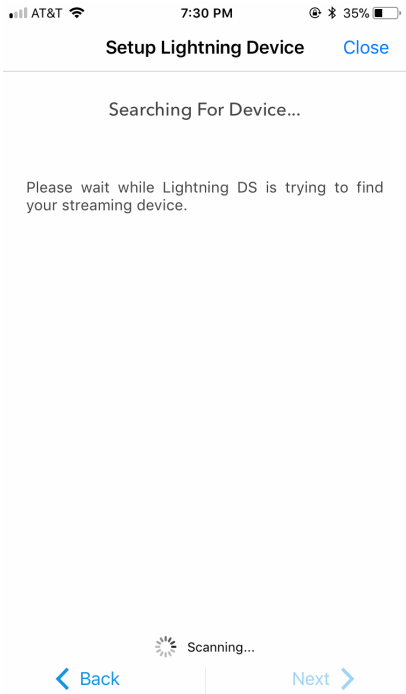 AT&T 7:30 PM 35%
Setup Lightning Device Close
Searching For Device...
Please wait while Lightning DS is trying to find
your streaming device.
Scanning...
Back Next